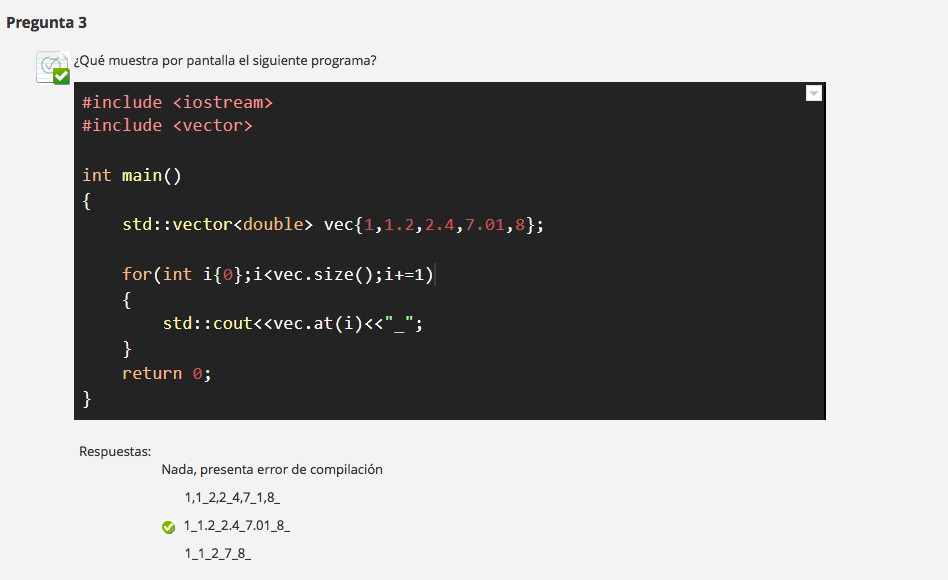 Pregunta 3
¿Qué muestra por pantalla el siguiente programa?
#include <iostream>
#include <vector>
int main()
{
    std::vector<double> vec{1,1.2,2.4,7.01,8};
    for(int i{0};i<vec.size();i+=1)
    {
        std::cout<<vec.at(i)<<"_";
    }
    return 0;
}
Respuestas:
Nada, presenta error de compilación
1,1_2,2_4,7_1,8_
1_1.2_2.4_7.01_8_
1_1_2_7_8_